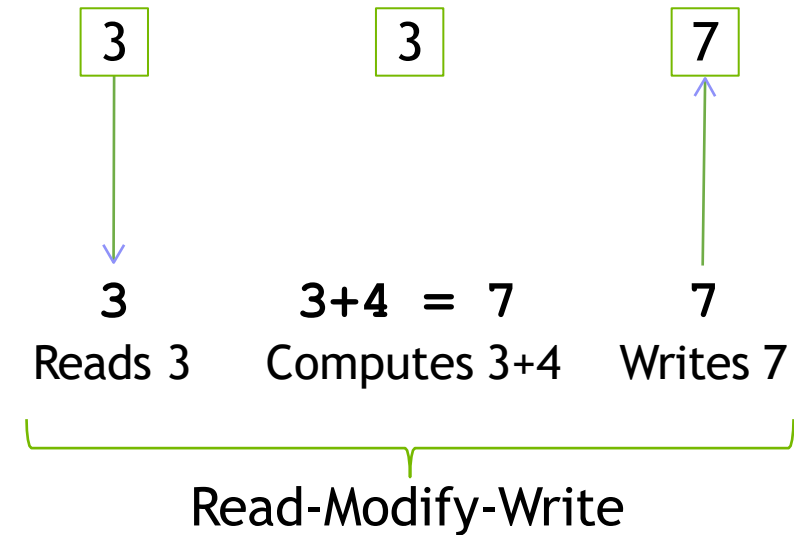 3 3 7
3 3+4 = 7 7
Reads 3 Computes 3+4 Writes 7
Read-Modify-Write